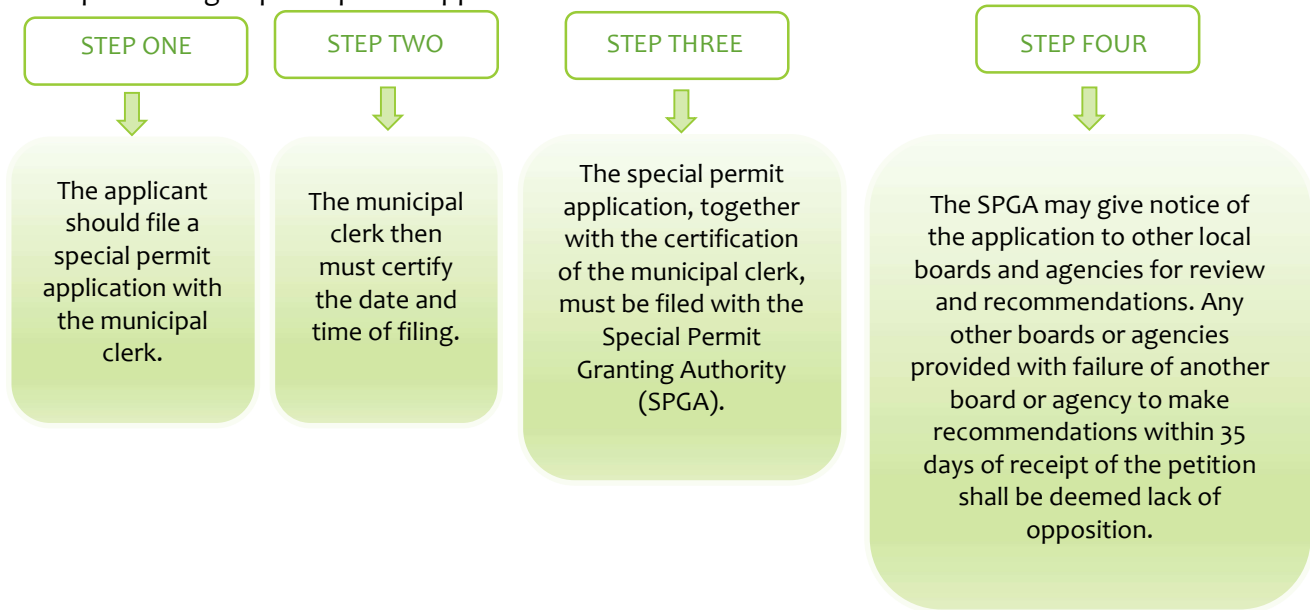 STEP ONE
The applicant
should file a
special permit
application with
the municipal
clerk.
STEP TWO
The municipal
clerk then
must certify
the date and
time of filing.
STEP THREE
The special permit
application, together
with the certification
of the municipal clerk,
must be filed with the
Special Permit
Granting Authority
(SPGA).
STEP FOUR
The SPGA may give notice of
the application to other local
boards and agencies for review
and recommendations. Any
other boards or agencies
provided with failure of another
board or agency to make
recommendations within 35
days of receipt of the petition
shall be deemed lack of
opposition.